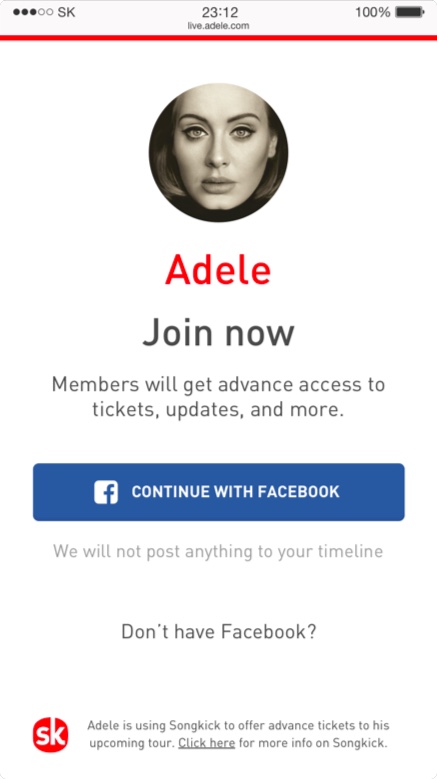 SK
23:12
100%
live.adele.com
Adele
Join now
Members will get advance access to
tickets, updates, and more.
CONTINUE WITH FACEBOOK
We will not post anything to your timeline
Don't have Facebook?
sk
Adele is using Songkick to offer advance tickets to his
upcoming tour. Click here for more info on Songkick.